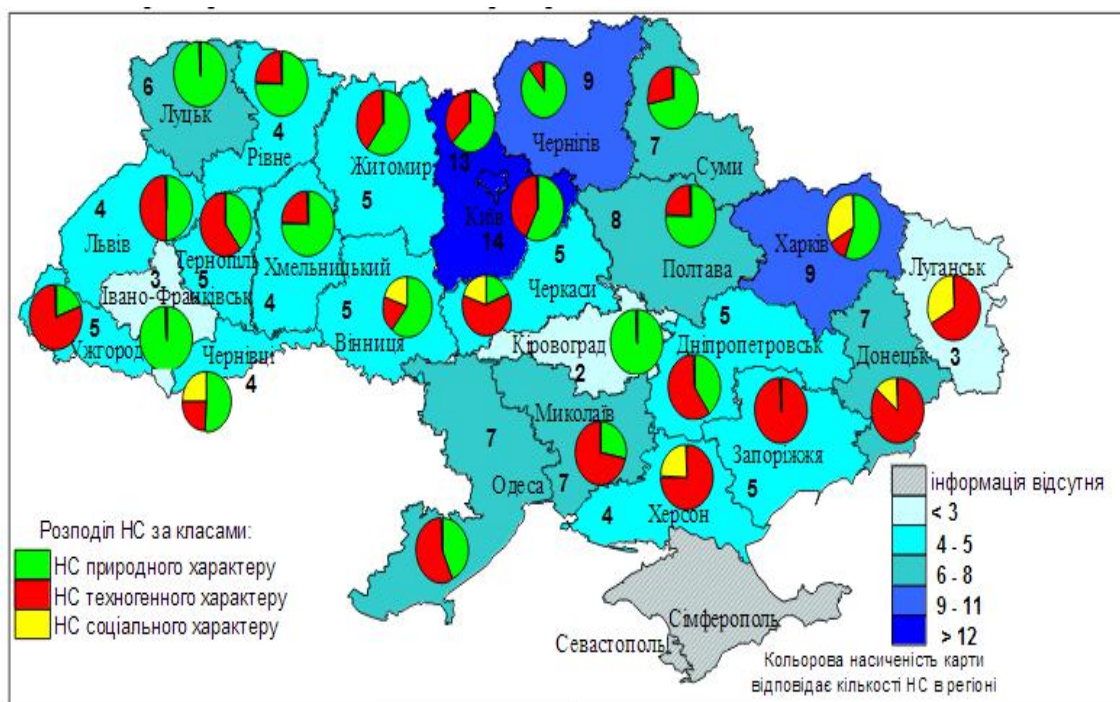 6
Луцьк
4
Рівне
Житомир
5
13
Київ
14
9
Чернігів
7
Суми
8
Полтава
Харків
9
Луганськ
3
4
Львів
Тернопіль
5
Хмельницький
4
3
Івано-Франківськ
5
Ужгород
Чернівці
4
5
Вінниця
5
Черкаси
Кіровоград
2
5
Дніпропетровськ
7
Донецьк
Миколаїв
7
7
Одеса
Запоріжжя
5
4
Херсон
Сімферополь
Севастополь
Розподіл НС за класами:
НС природного характеру
НС техногенного характеру
НС соціального характеру
інформація відсутня
< 3
4 - 5
6 - 8
9 - 11
> 12
Кольорова насиченість карти
відповідає кількості НС в регіоні